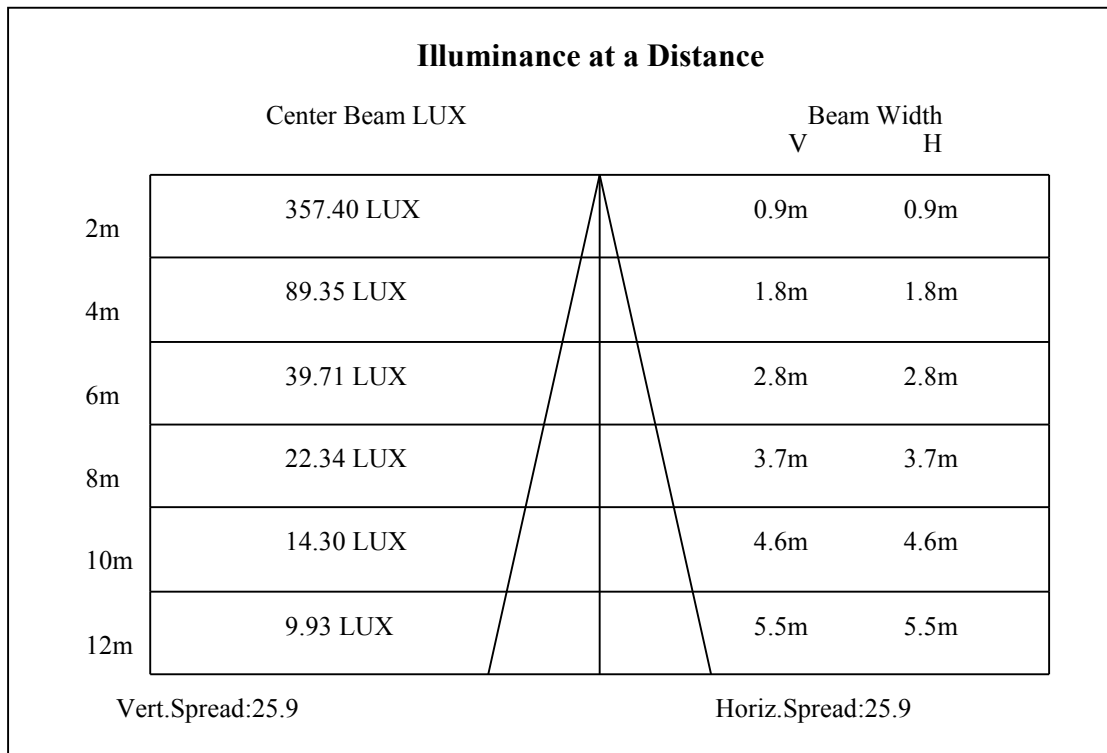 Illuminance at a Distance
Center Beam LUX Beam Width
V H
2m 357.40 LUX 0.9m 0.9m
4m 89.35 LUX 1.8m 1.8m
6m 39.71 LUX 2.8m 2.8m
8m 22.34 LUX 3.7m 3.7m
10m 14.30 LUX 4.6m 4.6m
12m 9.93 LUX 5.5m 5.5m
Vert.Spread:25.9 Horiz.Spread:25.9